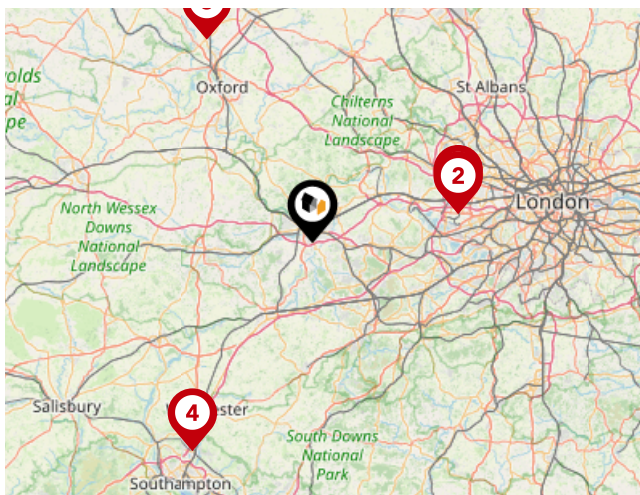 Oxford
St Albans
olds
al
pe
Chilterns
National
Landscape
2
London
North Wessex
Downs
National
Landscape
4
Salisbury
ester
South Downs
National
Park
Southampton